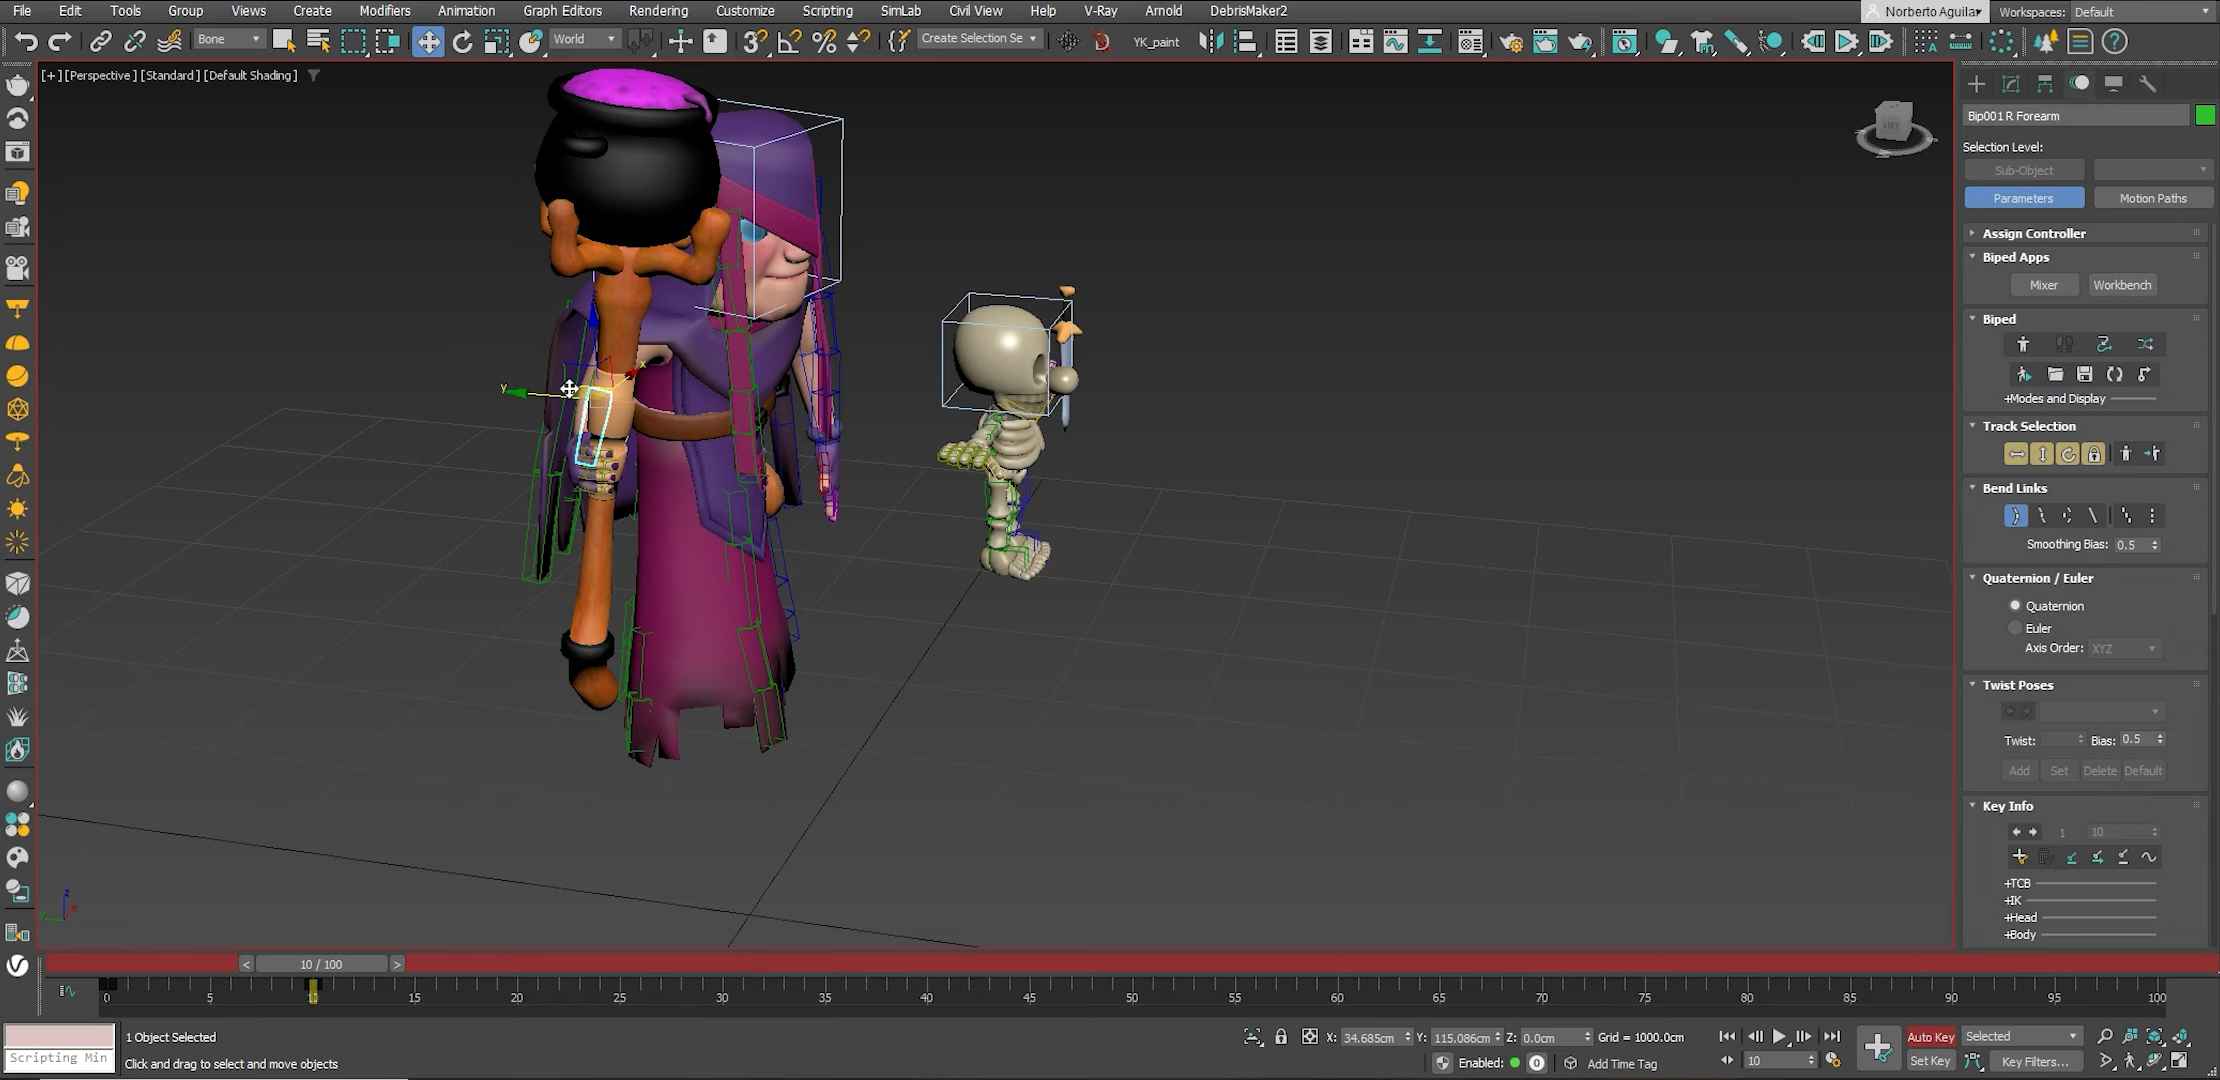 File Edit Tools Group Views Create Modifiers Animation Graph Editors Rendering Customize Scripting SimLab Civil View Help V-Ray Arnold DebrisMaker2 Norberto Aguila Workspaces: Default
Bone World Create Selection Se YK_paint
[+] [Perspective] [Standard] [Default Shading]
Bip001 R Forearm
Selection Level:
Sub-Object
Parameters Motion Paths
Assign Controller
Biped Apps
Mixer Workbench
Biped
+Modes and Display
Track Selection
Bend Links
Smoothing Bias: 0.5
Quaternion / Euler
Quaternion
Euler
Axis Order: XYZ
Twist Poses
Twist: Bias: 0.5
Add Set Delete Default
Key Info
1 10
+TCB
+IK
+Head
+Body
y x
z
x
< 10 / 100 >
0 5 10 15 20 25 30 35 40 45 50 55 60 65 70 75 80 85 90 95 100
1 Object Selected X: 34.685cm Y: 115.086cm Z: 0.0cm Grid = 1000.0cm Auto Key Selected
Scripting Min Click and drag to select and move objects Enabled: 0 Add Time Tag 10 Set Key Key Filters...